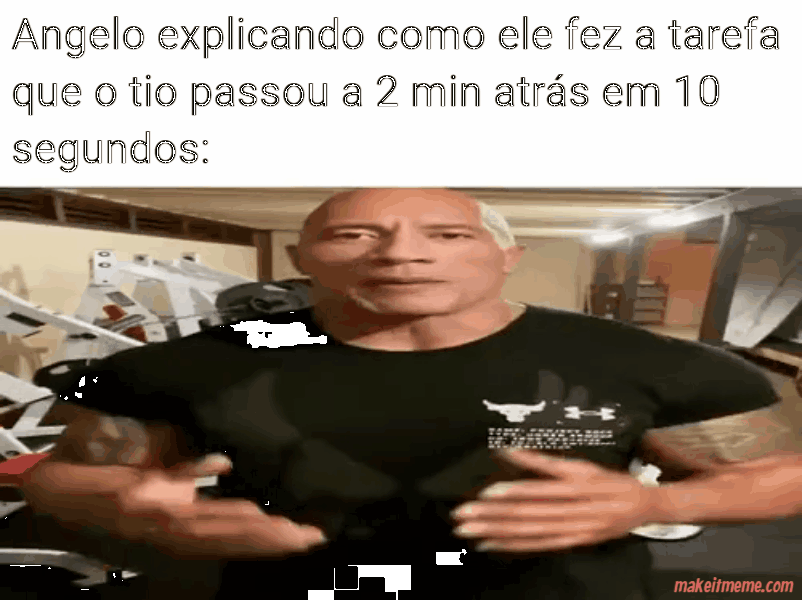 Angelo explicando como ele fez a tarefa
que o tio passou a 2 min atrás em 10
segundos:
makeitmeme.com